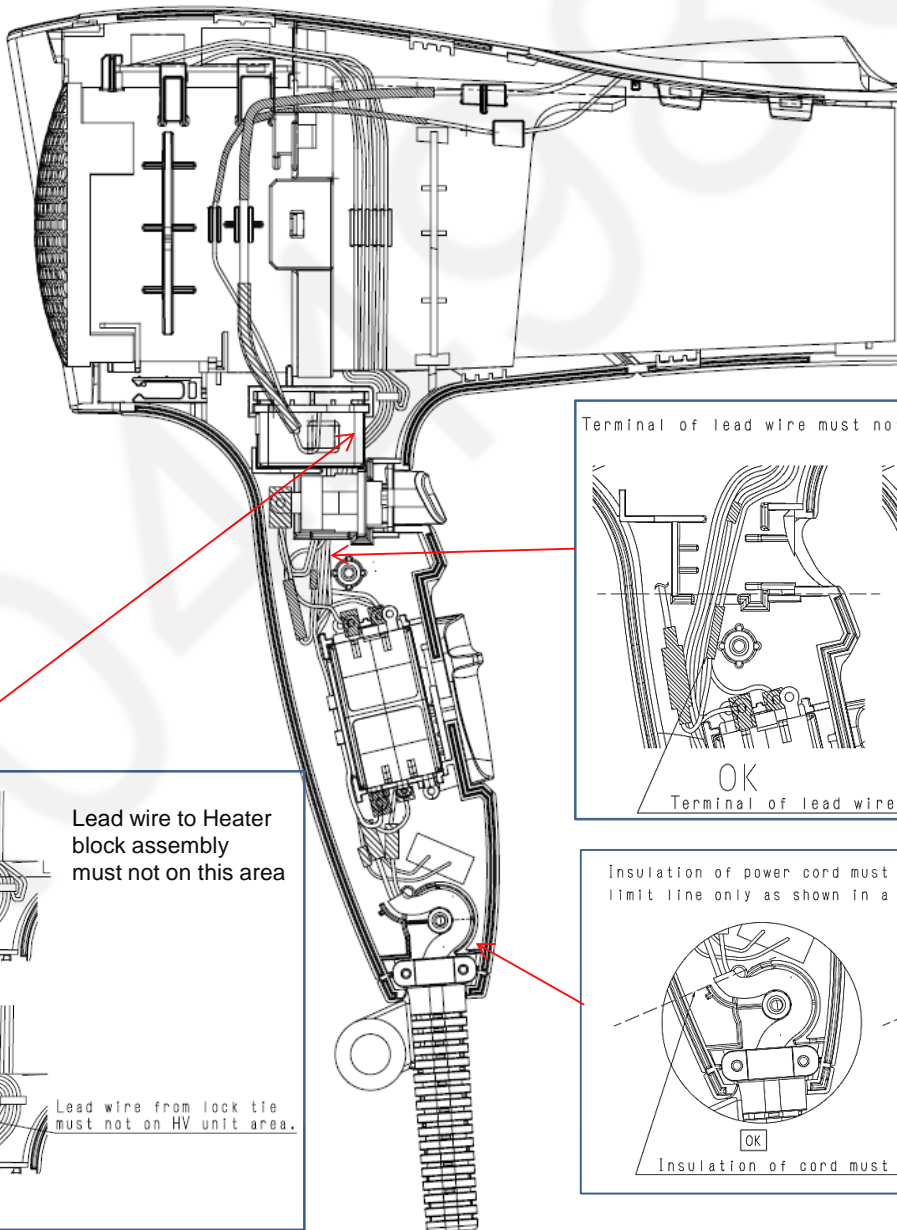 Terminal of lead wire must no
OK
Terminal of lead wire
Lead wire to Heater
block assembly
must not on this area
Lead wire from lock tie
must not on HV unit area.
Insulation of power cord must
limit line only as shown in a
OK
Insulation of cord must